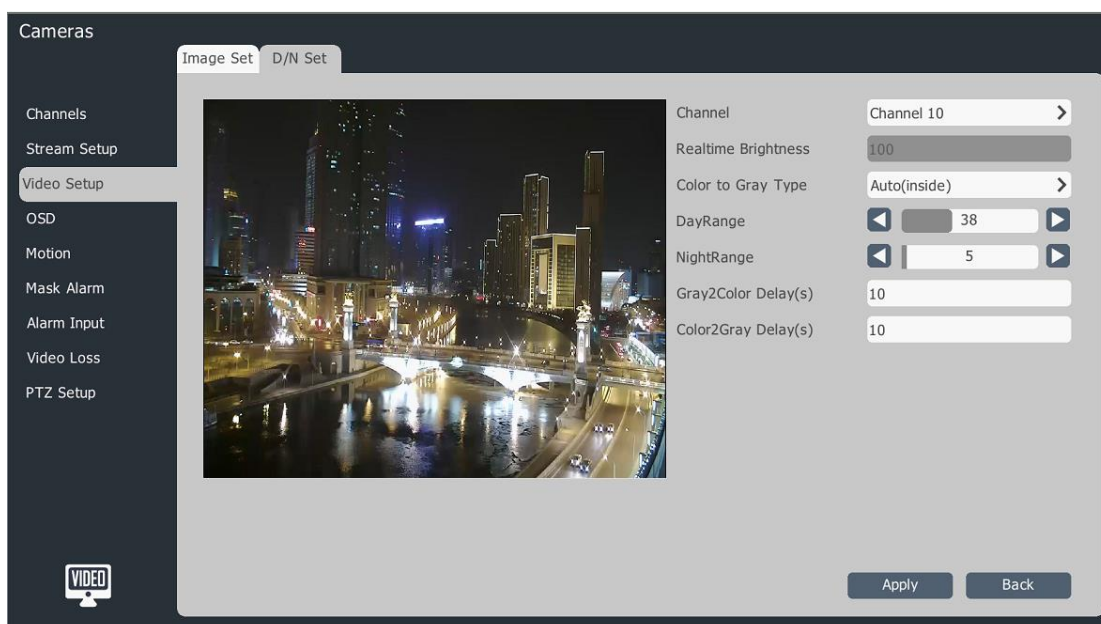 Cameras
Image Set D/N Set
Channels
Stream Setup
Video Setup
OSD
Motion
Mask Alarm
Alarm Input
Video Loss
PTZ Setup
VIDEO
Channel Channel 10
Realtime Brightness 100
Color to Gray Type Auto(inside)
DayRange 38
NightRange 5
Gray2Color Delay(s) 10
Color2Gray Delay(s) 10
Apply Back